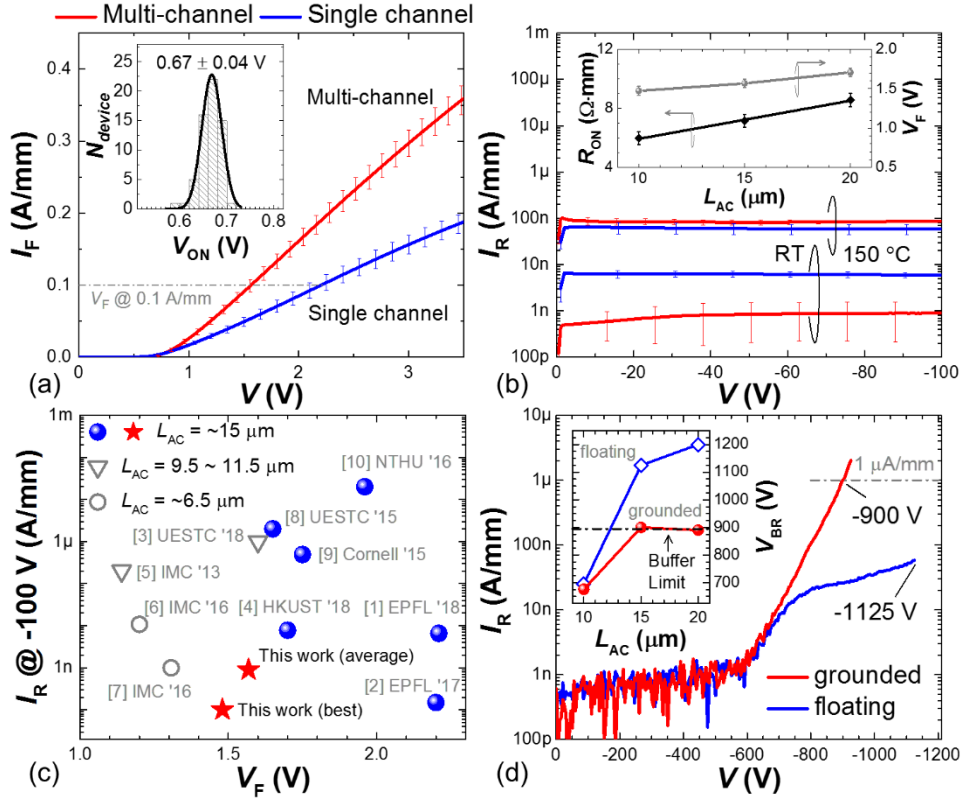 Multi-channel Single channel
0.4
0.3
0.2
0.1
0.0
I_F (A/mm)
0 1 2 3
V (V)
25
20
15
10
5
0
N_device
0.67 ± 0.04 V
0.6 0.7
V_ON (V)
Multi-channel
V_F @ 0.1 A/mm
Single channel
(a)
1m
100μ
10μ
1μ
100n
10n
1n
100p
I_R (A/mm)
0 -20 -40 -60 -80 -100
V (V)
12
8
4
0
R_ON (Ω·mm)
2.0
1.5
1.0
0.5
V_F (V)
10 15 20
L_AC (μm)
RT
150 °C
(b)
1m
1μ
1n
I_R @ -100 V (A/mm)
1.0 1.5 2.0
V_F (V)
L_AC = ~15 μm
L_AC = 9.5 ~ 11.5 μm
L_AC = ~6.5 μm
[10] NTHU '16
[8] UESTC '15
[3] UESTC '18
[9] Cornell '15
[5] IMC '13
[6] IMC '16
[4] HKUST '18
[1] EPFL '18
This work (average)
[7] IMC '16
[2] EPFL '17
This work (best)
(c)
10μ
1μ
100n
10n
1n
100p
I_R (A/mm)
0 -200 -400 -600 -800 -1000 -1200
V (V)
floating
grounded
Buffer
Limit
1200
1100
1000
900
800
700
V_BR (V)
10 15 20
L_AC (μm)
1 μA/mm
-900 V
-1125 V
grounded
floating
(d)